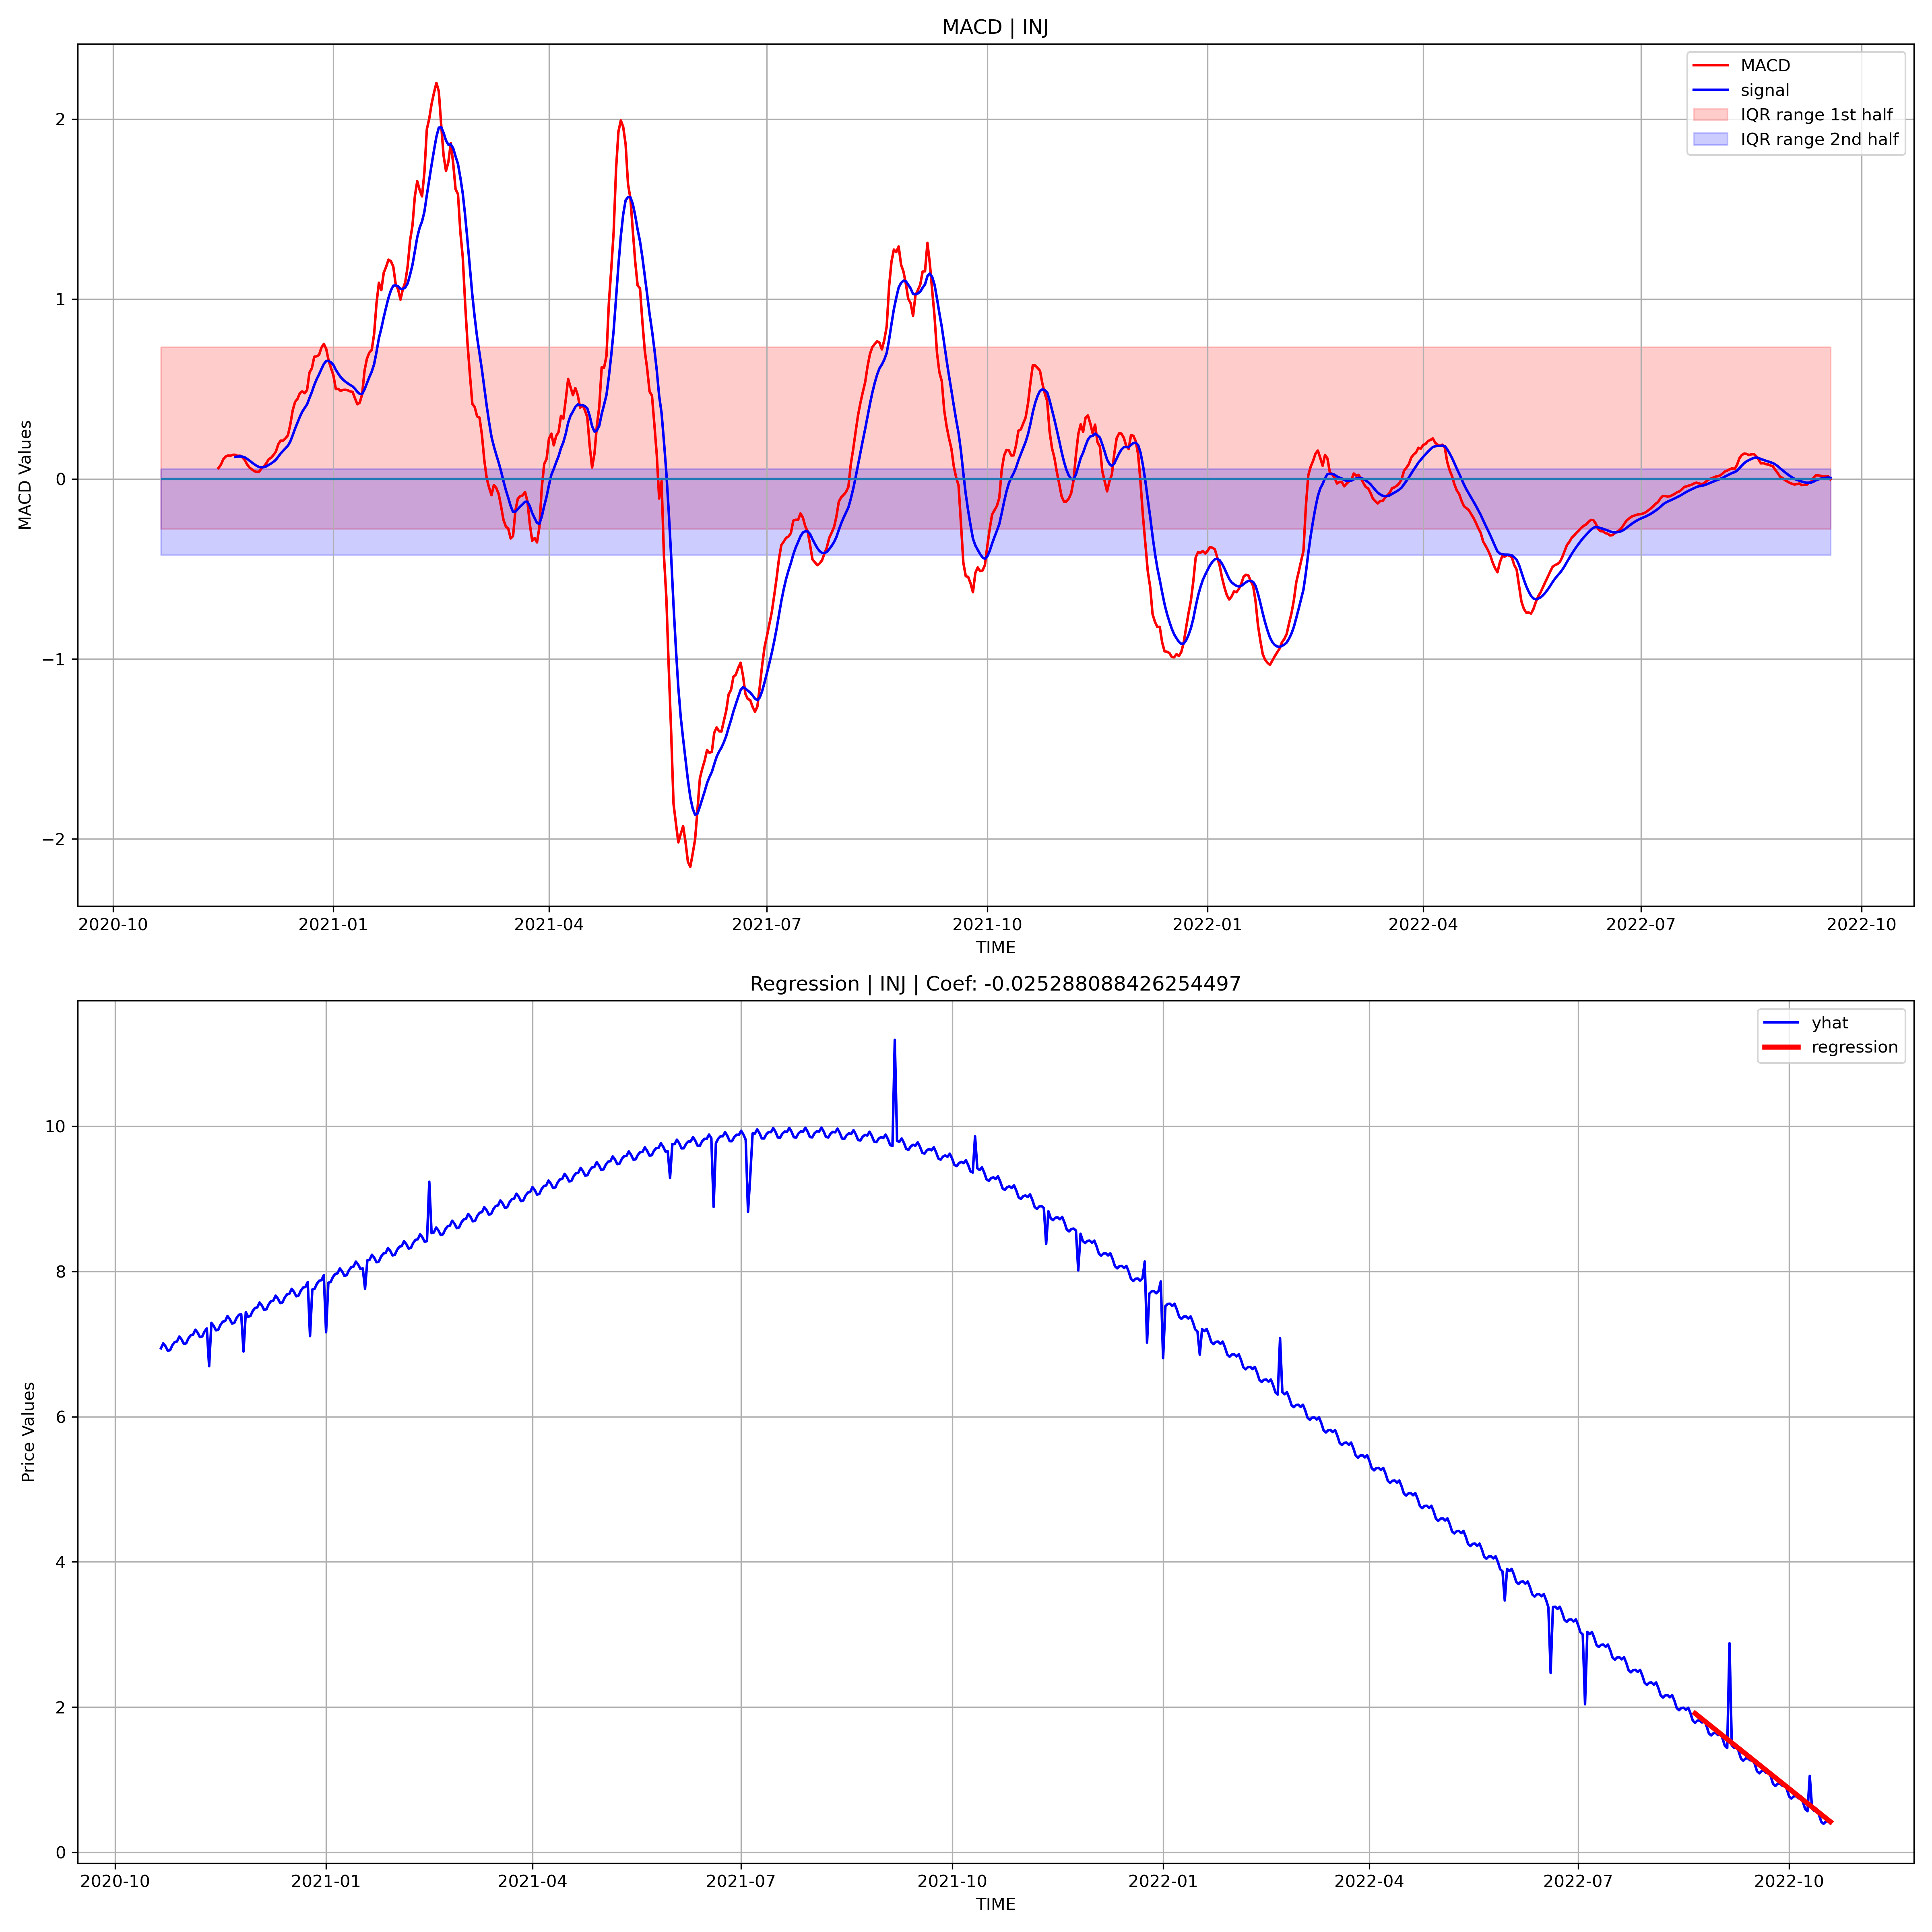 MACD | INJ
MACD
signal
IQR range 1st half
IQR range 2nd half
MACD Values
2
1
0
−1
−2
2020-10 2021-01 2021-04 2021-07 2021-10 2022-01 2022-04 2022-07 2022-10
TIME
Regression | INJ | Coef: -0.025288088426254497
yhat
regression
Price Values
10
8
6
4
2
0
2020-10 2021-01 2021-04 2021-07 2021-10 2022-01 2022-04 2022-07 2022-10
TIME